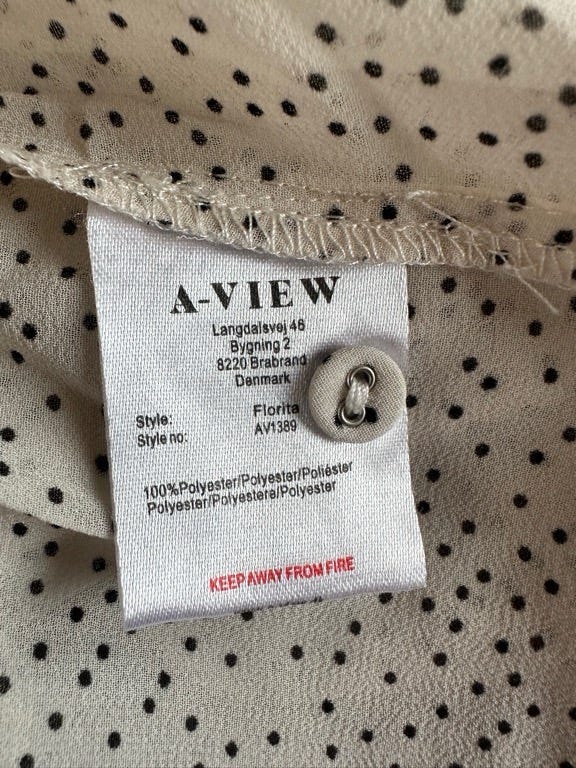 A-VIEW
Langdalsvej 46
Bygning 2
8220 Brabrand
Denmark
Style: Florita
Style no: AV1389
100%Polyester/Polyester/Poliéster
Polyester/Polyestere/Polyester
KEEP AWAY FROM FIRE